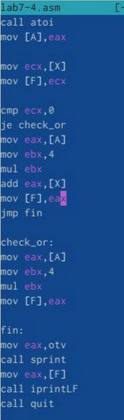 lab7-4.asm [-
call atoi
mov [A],eax
mov ecx,[X]
mov [F],ecx
cmp ecx,0
je check_or
mov eax,[A]
mov ebx,4
mul ebx
add eax,[X]
mov [F],eax
jmp fin
check_or:
mov eax,[A]
mov ebx,4
mul ebx
mov [F],eax
fin:
mov eax,otv
call sprint
mov eax,[F]
call iprintLF
call quit